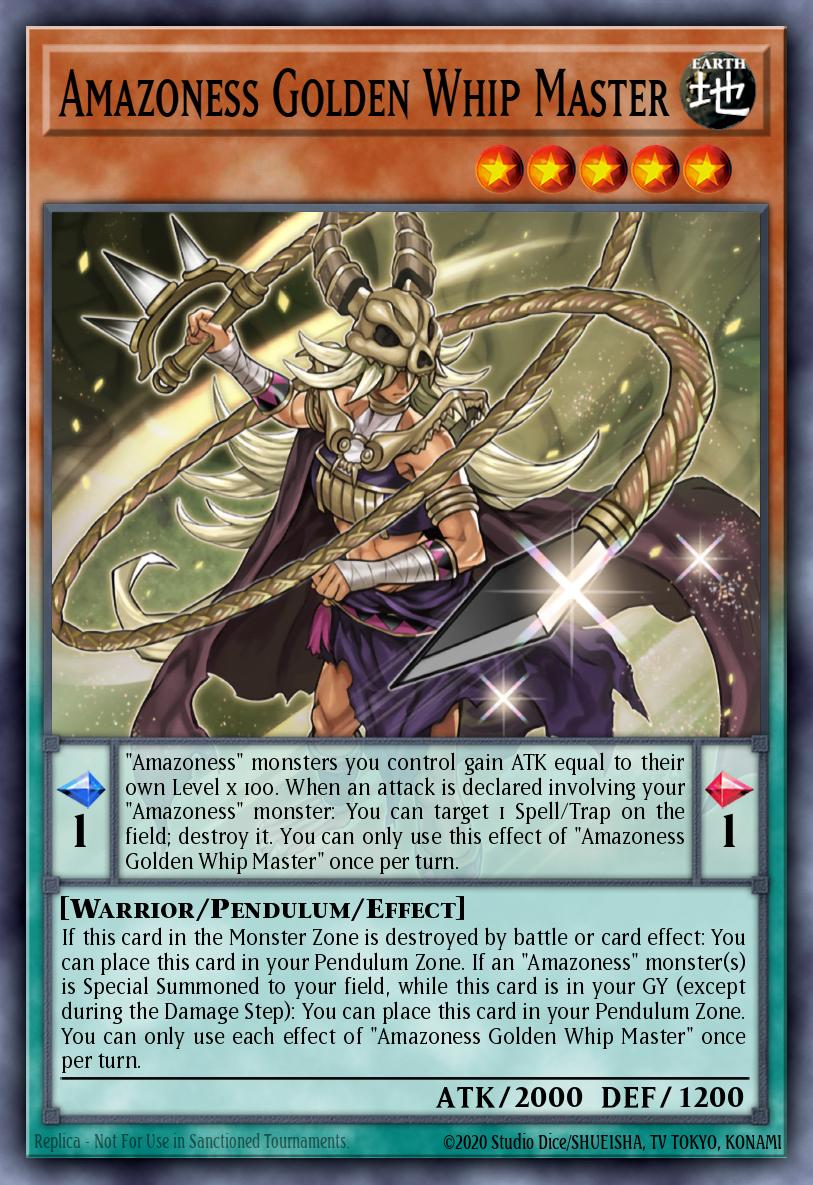 Amazoness Golden Whip Master
EARTH
地
"Amazoness" monsters you control gain ATK equal to their
own Level x 100. When an attack is declared involving your
"Amazoness" monster: You can target 1 Spell/Trap on the
field; destroy it. You can only use this effect of "Amazoness
Golden Whip Master" once per turn.
1
1
[Warrior/Pendulum/Effect]
If this card in the Monster Zone is destroyed by battle or card effect: You
can place this card in your Pendulum Zone. If an "Amazoness" monster(s)
is Special Summoned to your field, while this card is in your GY (except
during the Damage Step): You can place this card in your Pendulum Zone.
You can only use each effect of "Amazoness Golden Whip Master" once
per turn.
ATK/2000 DEF/1200
Replica - Not For Use in Sanctioned Tournaments.
©2020 Studio Dice/SHUEISHA, TV TOKYO, KONAMI